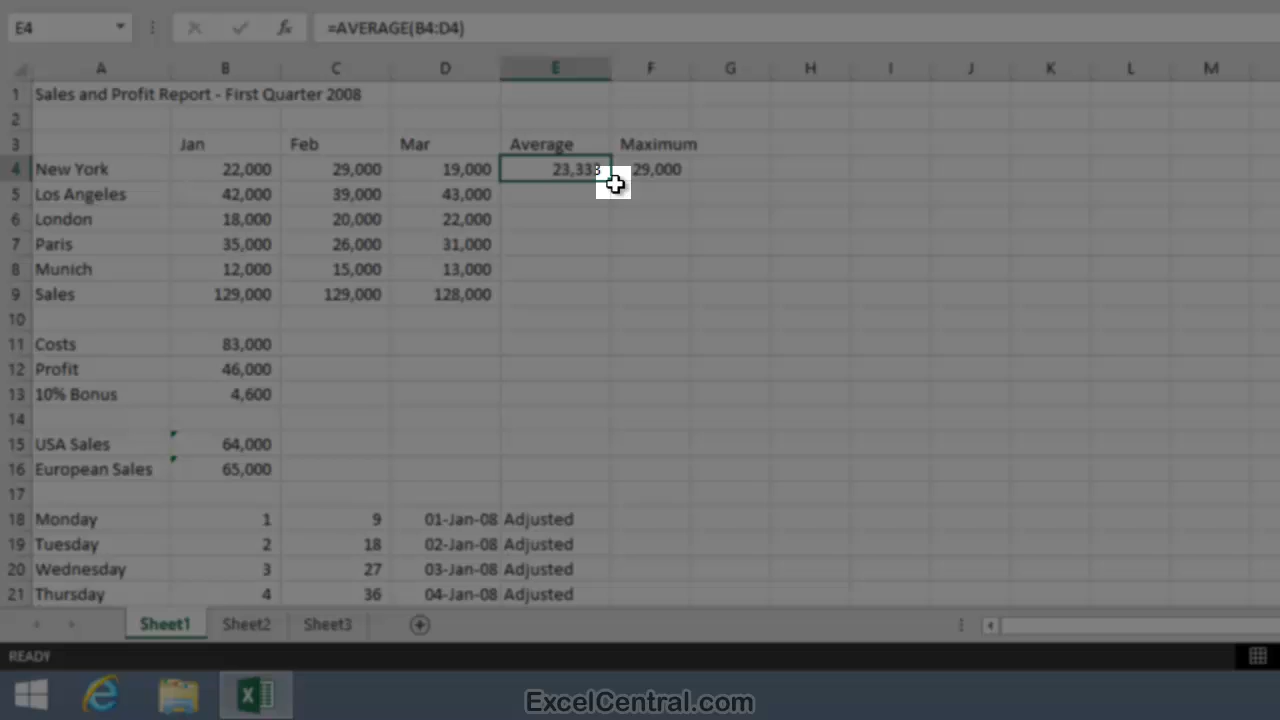 E4 fx =AVERAGE(B4:D4)
A B C D E F G H I J K L M
1 Sales and Profit Report - First Quarter 2008
2
3 Jan Feb Mar Average Maximum
4 New York 22,000 29,000 19,000 23,333 29,000
5 Los Angeles 42,000 39,000 43,000
6 London 18,000 20,000 22,000
7 Paris 35,000 26,000 31,000
8 Munich 12,000 15,000 13,000
9 Sales 129,000 129,000 128,000
10
11 Costs 83,000
12 Profit 46,000
13 10% Bonus 4,600
14
15 USA Sales 64,000
16 European Sales 65,000
17
18 Monday 1 9 01-Jan-08 Adjusted
19 Tuesday 2 18 02-Jan-08 Adjusted
20 Wednesday 3 27 03-Jan-08 Adjusted
21 Thursday 4 36 04-Jan-08 Adjusted
Sheet1 Sheet2 Sheet3
READY
ExcelCentral.com